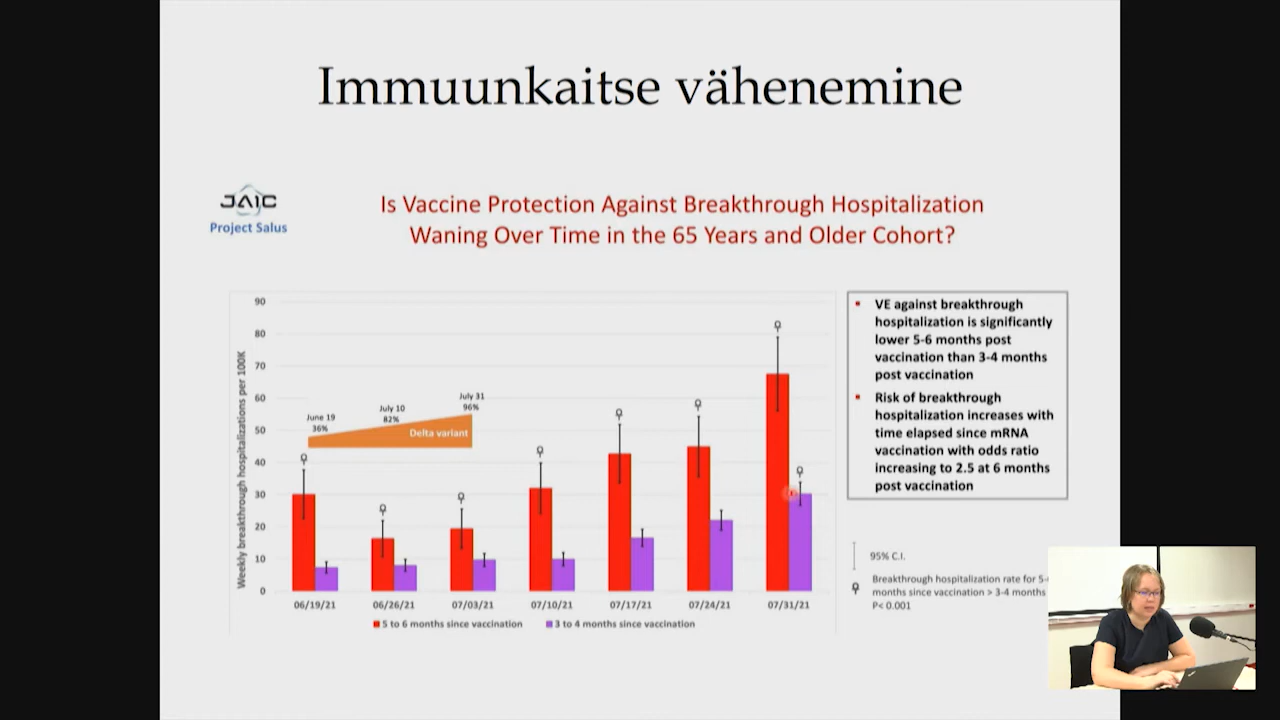 Immuunkaitse vähenemine
JAIC
Project Salus
Is Vaccine Protection Against Breakthrough Hospitalization
Waning Over Time in the 65 Years and Older Cohort?
Weekly breakthrough hospitalizations per 100K
90
80
70
60
50
40
30
20
10
0
June 19
36%
July 10
82%
July 31
96%
Delta variant
06/19/21 06/26/21 07/03/21 07/10/21 07/17/21 07/24/21 07/31/21
5 to 6 months since vaccination 3 to 4 months since vaccination
▪ VE against breakthrough
hospitalization is significantly
lower 5-6 months post
vaccination than 3-4 months
post vaccination
▪ Risk of breakthrough
hospitalization increases with
time elapsed since mRNA
vaccination with odds ratio
increasing to 2.5 at 6 months
post vaccination
95% C.I.
Breakthrough hospitalization rate for 5-
months since vaccination > 3-4 months
P< 0.001